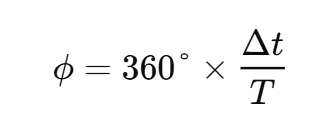 ϕ = 360° × Δt/T